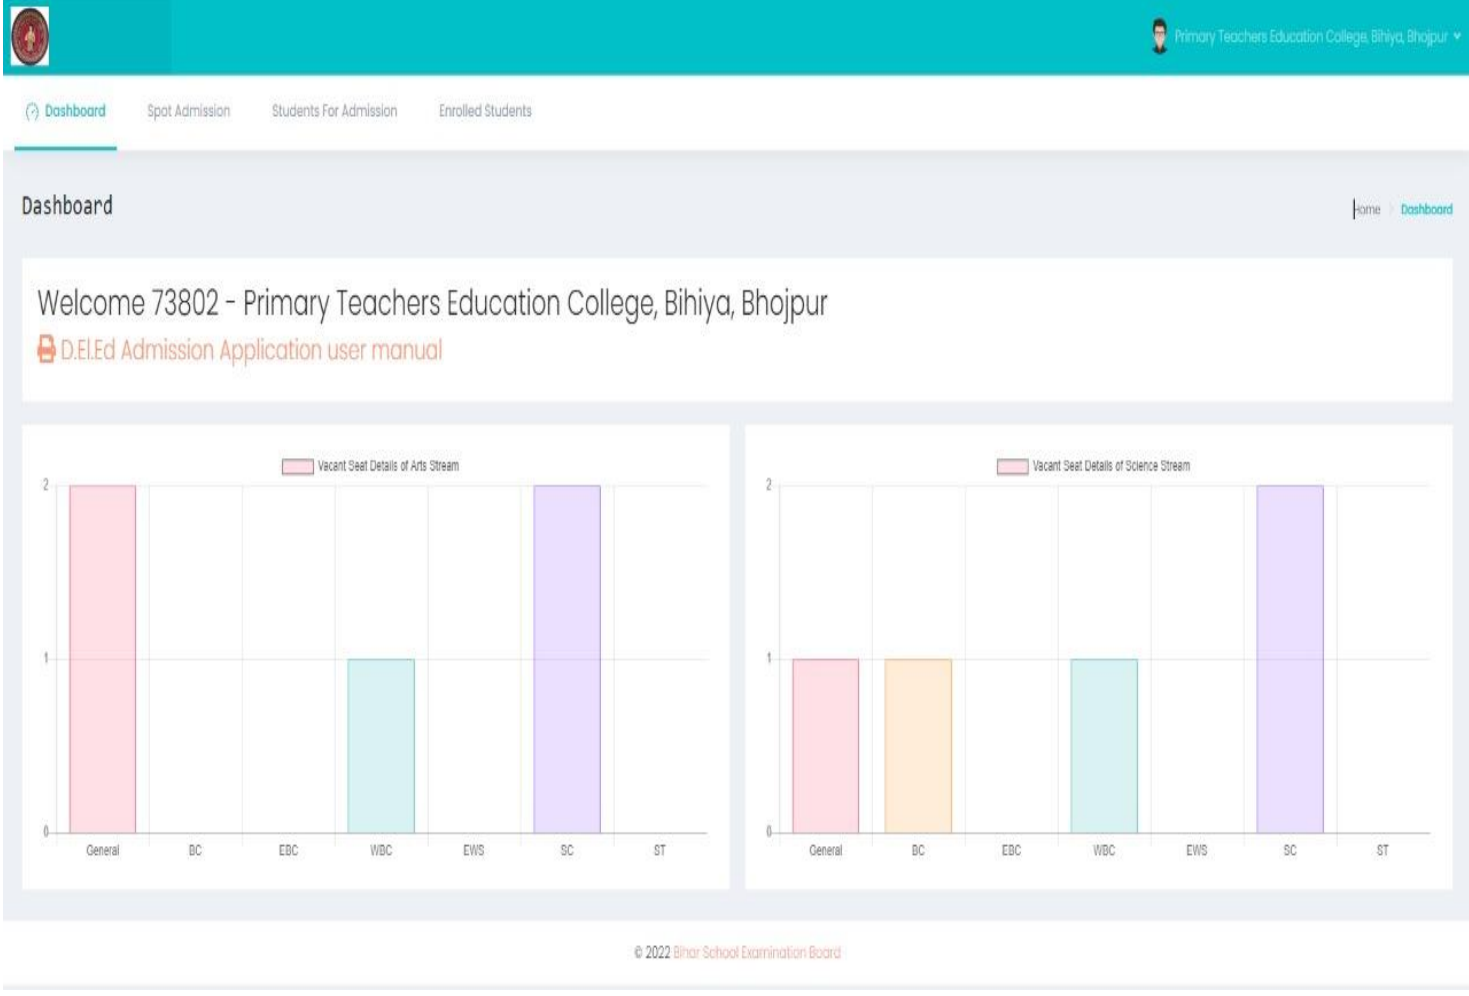 Primary Teachers Education College, Bihiya, Bhojpur
Dashboard Spot Admission Students For Admission Enrolled Students
Dashboard
Home Dashboard
Welcome 73802 - Primary Teachers Education College, Bihiya, Bhojpur
D.El.Ed Admission Application user manual
Vacant Seat Details of Arts Stream
2
1
0
General BC EBC WBC EWS SC ST
Vacant Seat Details of Science Stream
2
1
0
General BC EBC WBC EWS SC ST
© 2022 Bihar School Examination Board